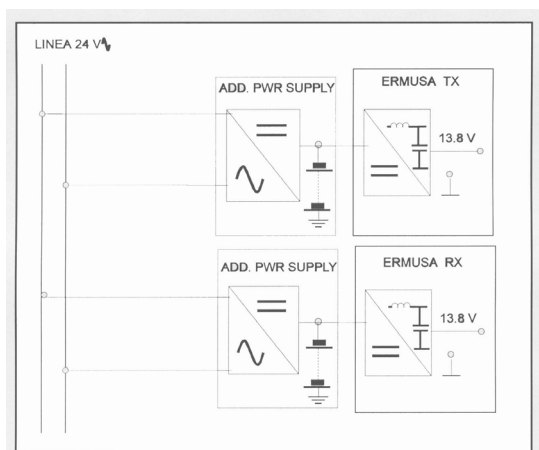 LINEA 24 V
ADD. PWR SUPPLY
ERMUSA TX
13.8 V
ADD. PWR SUPPLY
ERMUSA RX
13.8 V